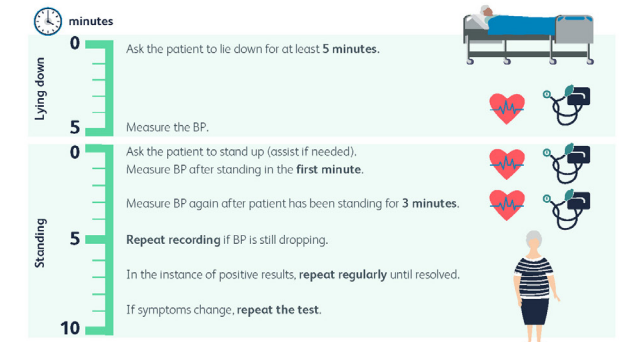 minutes
0
Ask the patient to lie down for at least 5 minutes.
Lying down
5
Measure the BP.
0
Ask the patient to stand up (assist if needed).
Measure BP after standing in the first minute.
Measure BP again after patient has been standing for 3 minutes.
Standing
5
Repeat recording if BP is still dropping.
In the instance of positive results, repeat regularly until resolved.
If symptoms change, repeat the test.
10